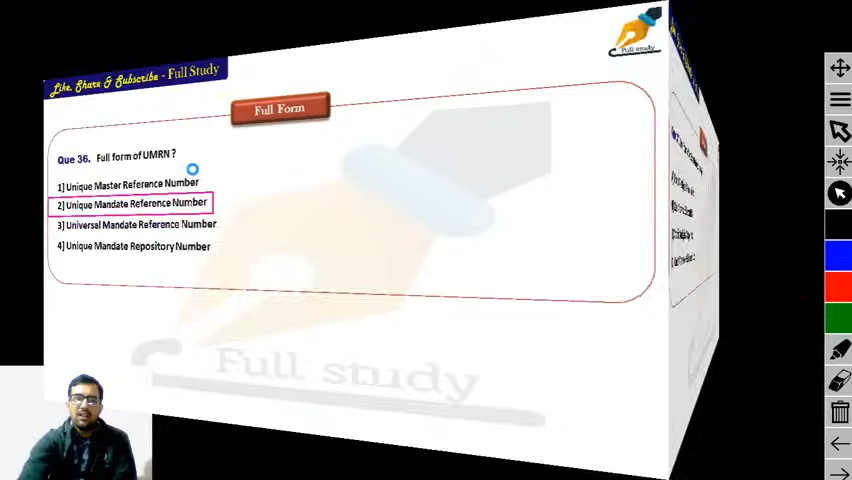 Like, Share & Subscribe - Full Study
Full study
Full Form
Que 36. Full form of UMRN ?
1] Unique Master Reference Number
2] Unique Mandate Reference Number
3] Universal Mandate Reference Number
4] Unique Mandate Repository Number
Full study